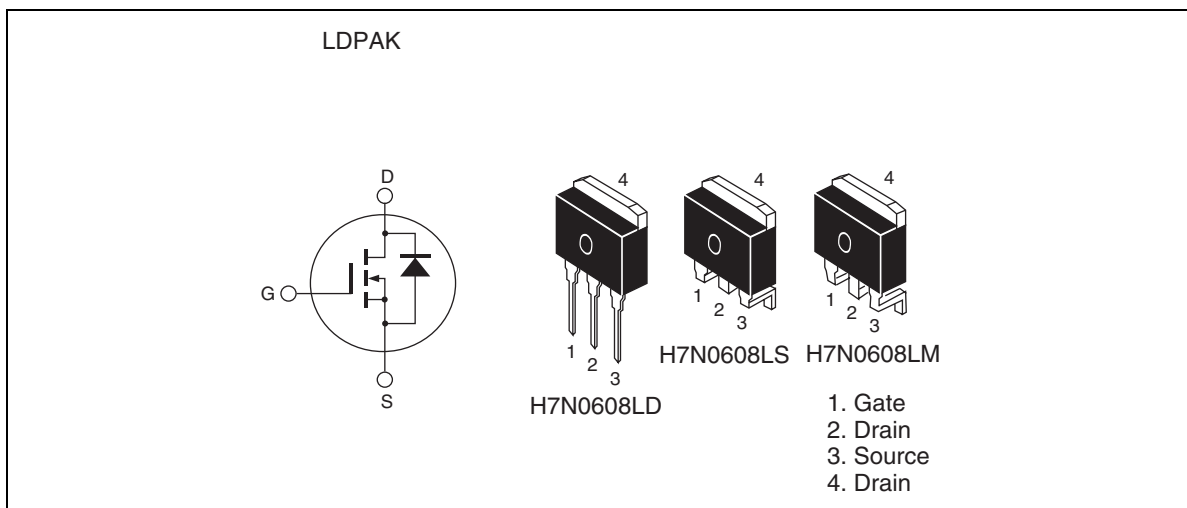 LDPAK
D
G
S
4
1
2
3
H7N0608LD
4
1
2
3
H7N0608LS
4
1
2
3
H7N0608LM
1. Gate
2. Drain
3. Source
4. Drain